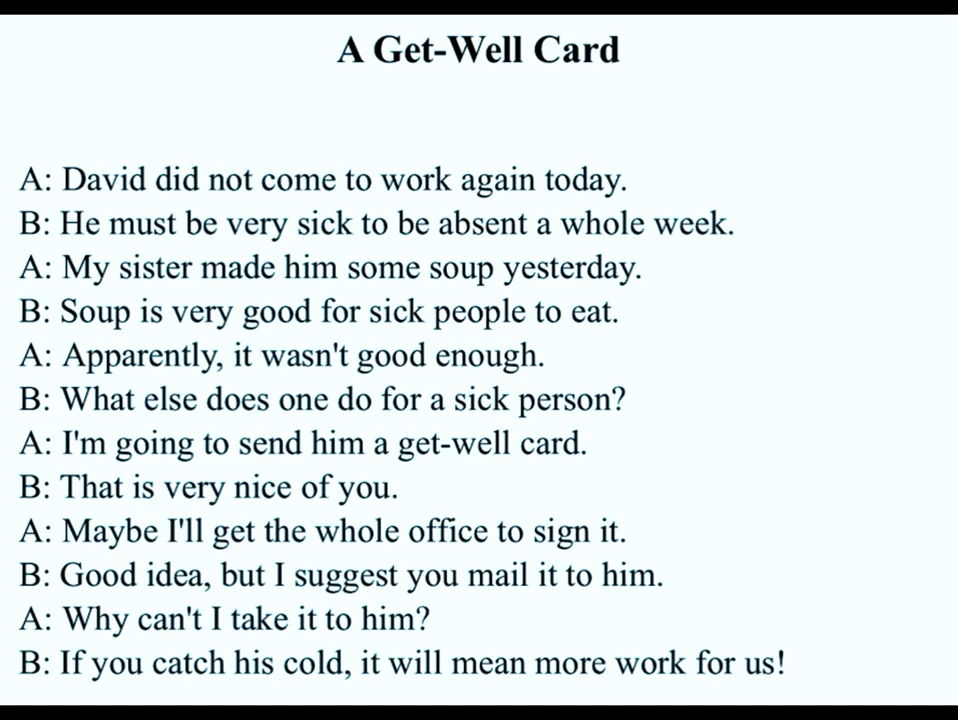 A Get-Well Card
A: David did not come to work again today.
B: He must be very sick to be absent a whole week.
A: My sister made him some soup yesterday.
B: Soup is very good for sick people to eat.
A: Apparently, it wasn't good enough.
B: What else does one do for a sick person?
A: I'm going to send him a get-well card.
B: That is very nice of you.
A: Maybe I'll get the whole office to sign it.
B: Good idea, but I suggest you mail it to him.
A: Why can't I take it to him?
B: If you catch his cold, it will mean more work for us!